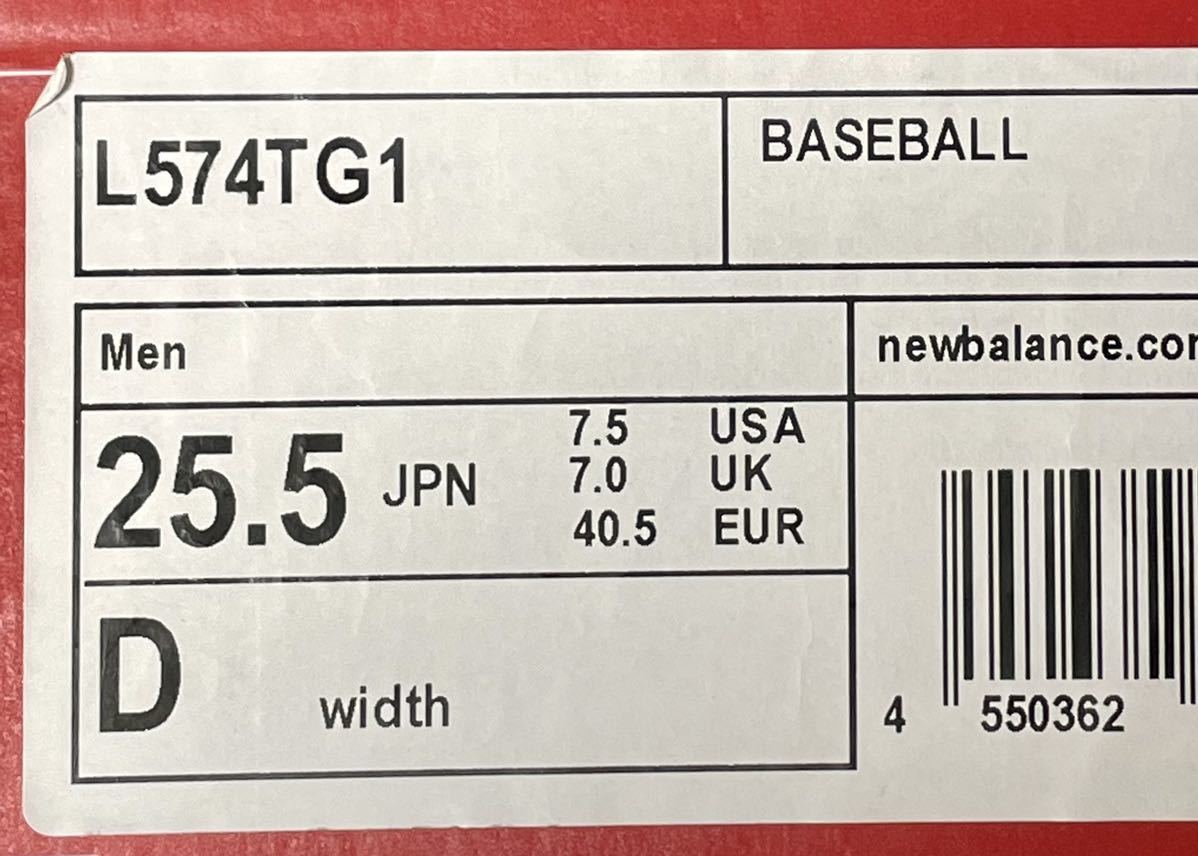 L574TG1
BASEBALL
Men
newbalance.com
25.5 JPN
7.5 USA
7.0 UK
40.5 EUR
D width
4 550362